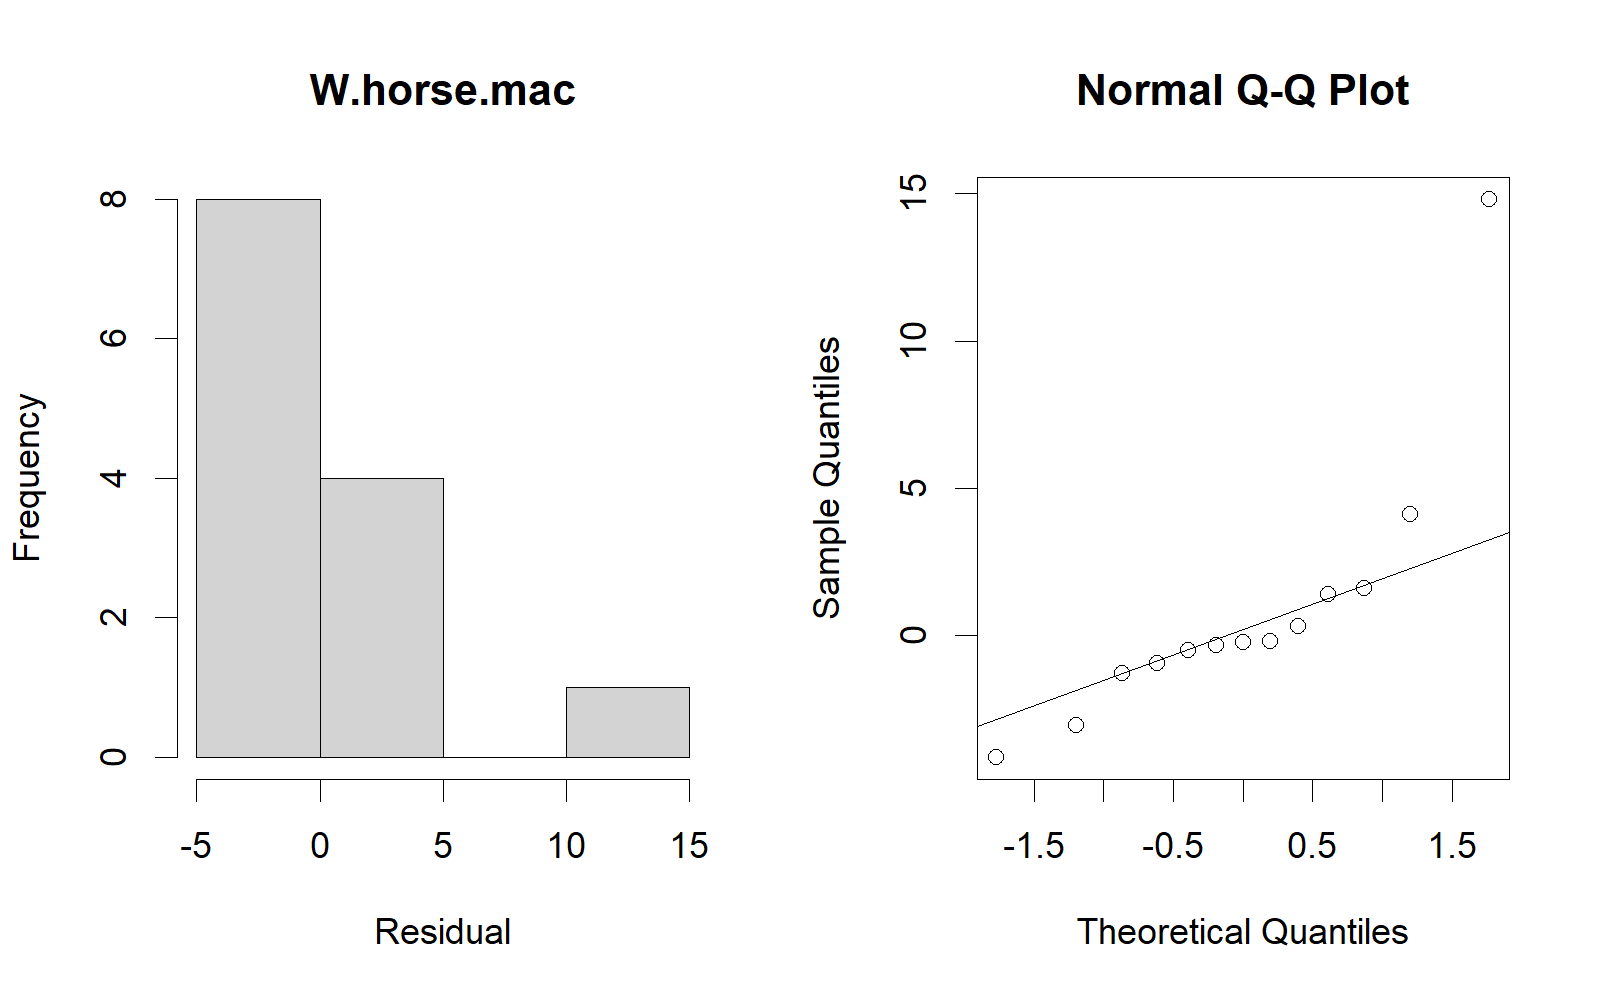 W.horse.mac
Frequency
8
6
4
2
0
-5 0 5 10 15
Residual
Normal Q-Q Plot
Sample Quantiles
15
10
5
0
-1.5 -0.5 0.5 1.5
Theoretical Quantiles